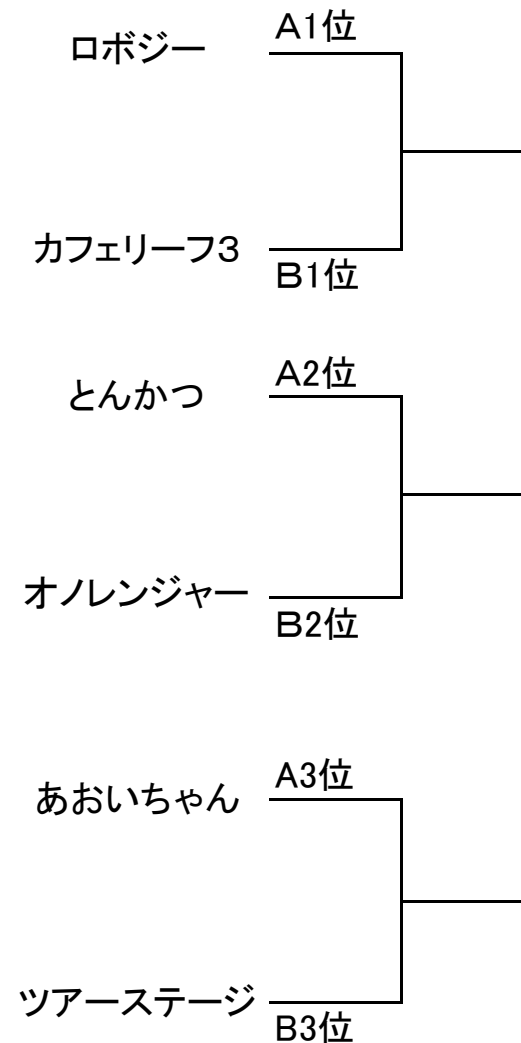 A1位
ロボジー
カフェリーフ３
B1位
A2位
とんかつ
オノレンジャー
B2位
A3位
あおいちゃん
ツアーステージ
B3位